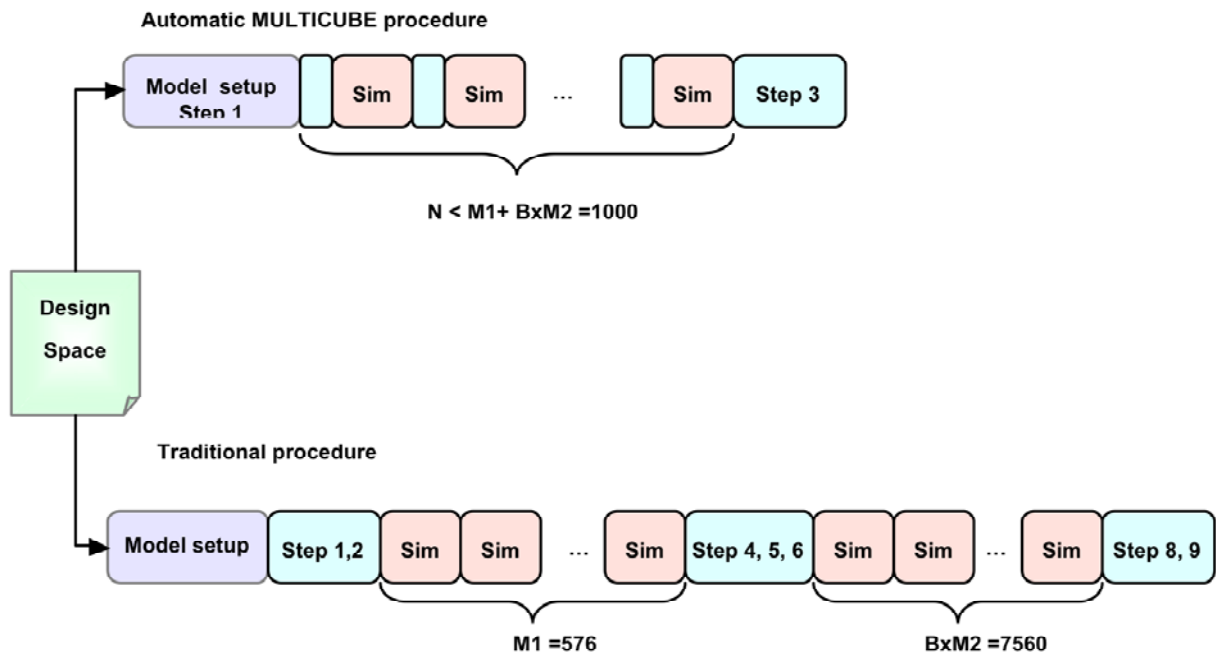 Automatic MULTICUBE procedure
Model setup
Step 1
Sim
Sim
...
Sim
Step 3
N < M1+ BxM2 =1000
Design
Space
Traditional procedure
Model setup
Step 1,2
Sim
Sim
...
Sim
Step 4, 5, 6
Sim
Sim
...
Sim
Step 8, 9
M1 =576
BxM2 =7560